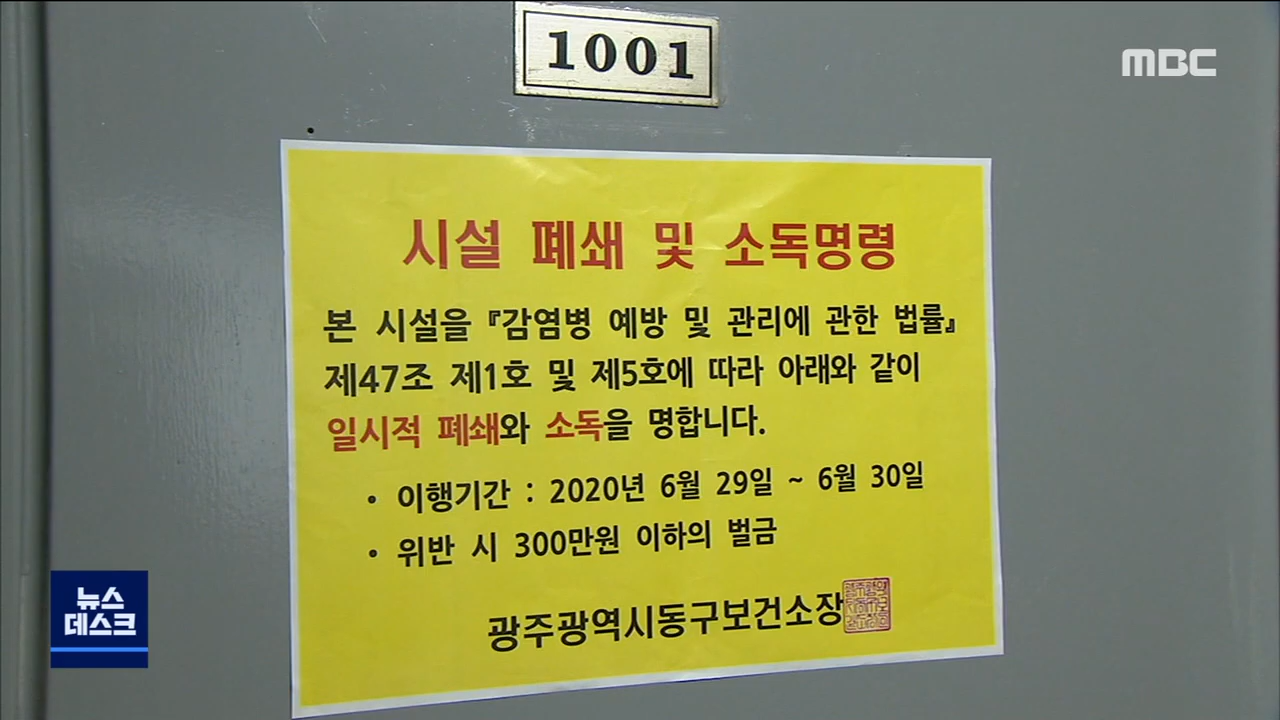 1001
MBC
시설 폐쇄 및 소독명령
본 시설을 『감염병 예방 및 관리에 관한 법률』
제47조 제1호 및 제5호에 따라 아래와 같이
일시적 폐쇄와 소독을 명합니다.
• 이행기간 : 2020년 6월 29일 ~ 6월 30일
• 위반 시 300만원 이하의 벌금
광주광역시동구보건소장
뉴스
데스크